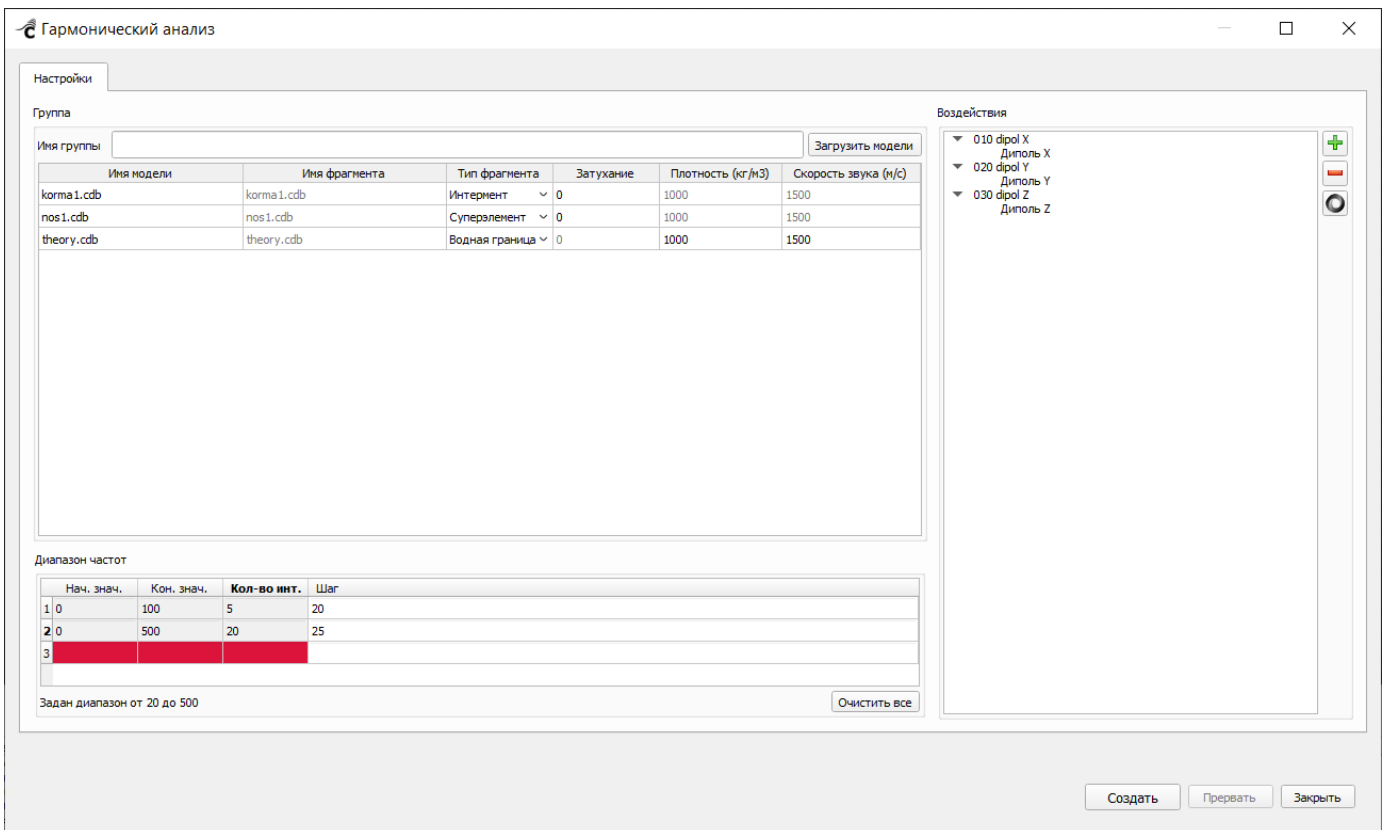 Гармонический анализ
Настройки
Группа
Имя группы Загрузить модели
Имя модели Имя фрагмента Тип фрагмента Затухание Плотность (кг/м3) Скорость звука (м/с)
korma1.cdb korma1.cdb Интермент 0 1000 1500
nos1.cdb nos1.cdb Суперэлемент 0 1000 1500
theory.cdb theory.cdb Водная граница 0 1000 1500
Диапазон частот
Нач. знач. Кон. знач. Кол-во инт. Шаг
1 0 100 5 20
2 0 500 20 25
3
Задан диапазон от 20 до 500 Очистить все
Воздействия
010 dipol X
Диполь X
020 dipol Y
Диполь Y
030 dipol Z
Диполь Z
Создать Прервать Закрыть